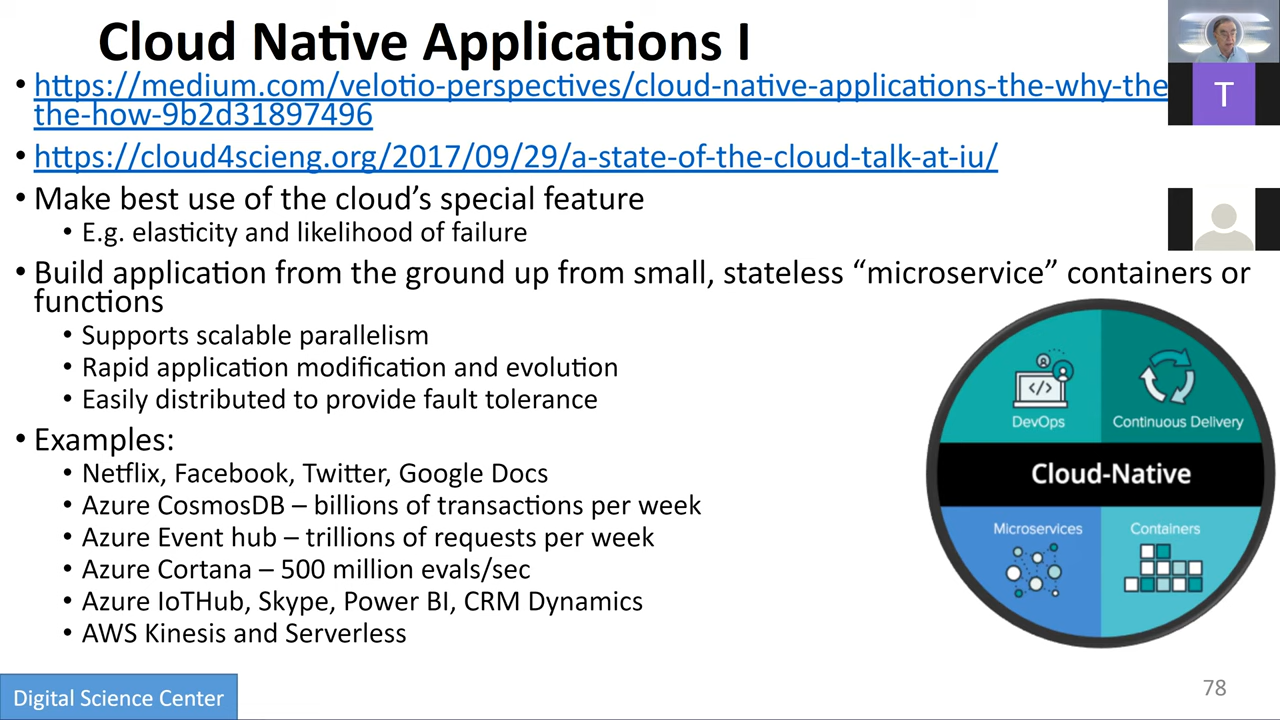 Cloud Native Applications I
• https://medium.com/velotio-perspectives/cloud-native-applications-the-why-the
the-how-9b2d31897496
• https://cloud4scieng.org/2017/09/29/a-state-of-the-cloud-talk-at-iu/
• Make best use of the cloud’s special feature
• E.g. elasticity and likelihood of failure
• Build application from the ground up from small, stateless “microservice” containers or
functions
• Supports scalable parallelism
• Rapid application modification and evolution
• Easily distributed to provide fault tolerance
• Examples:
• Netflix, Facebook, Twitter, Google Docs
• Azure CosmosDB – billions of transactions per week
• Azure Event hub – trillions of requests per week
• Azure Cortana – 500 million evals/sec
• Azure IoTHub, Skype, Power BI, CRM Dynamics
• AWS Kinesis and Serverless
T
</>
DevOps
Continuous Delivery
Cloud-Native
Microservices
Containers
Digital Science Center
78